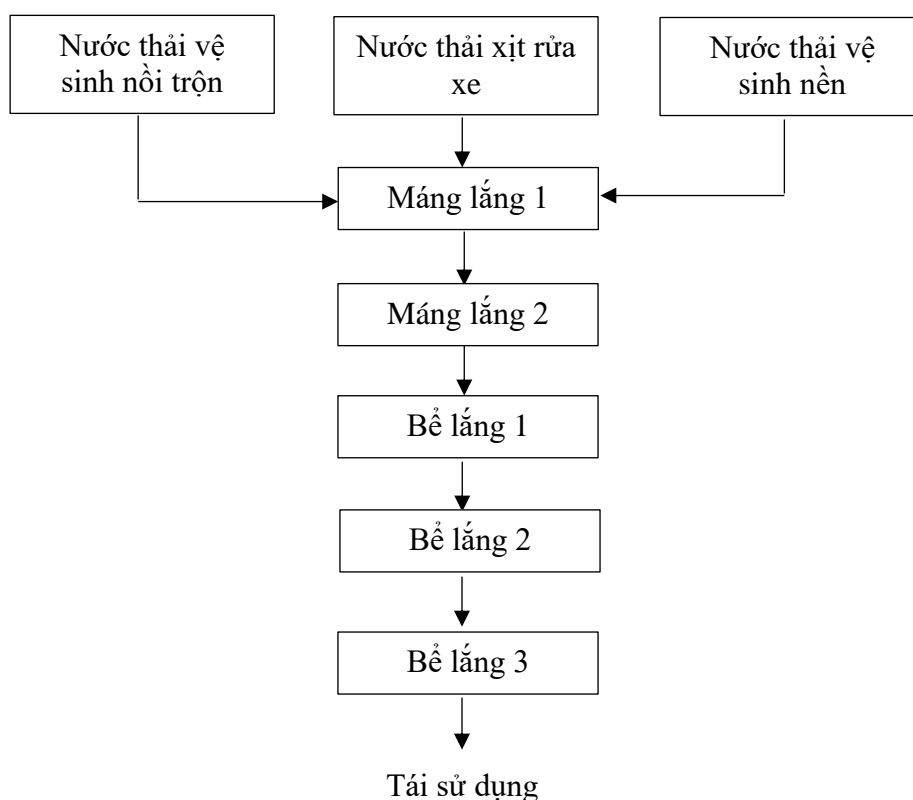 Nước thải vệ
sinh nồi trộn
Nước thải xịt rửa
xe
Nước thải vệ
sinh nền
Máng lắng 1
Máng lắng 2
Bể lắng 1
Bể lắng 2
Bể lắng 3
Tái sử dụng